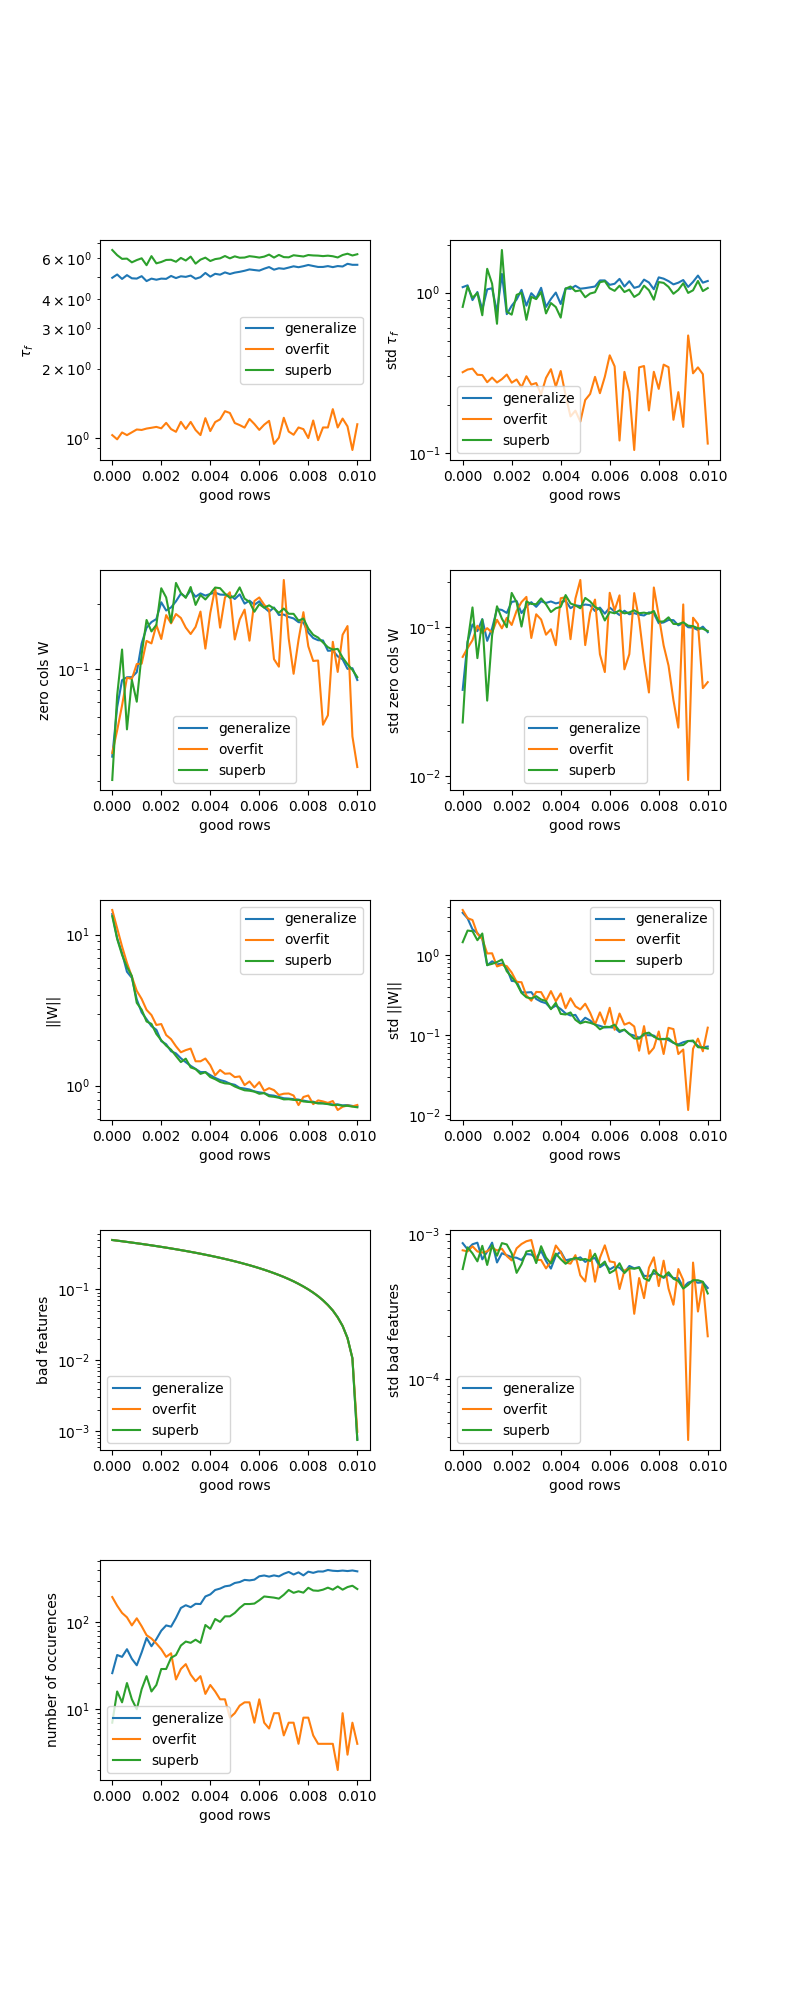 6 × 10⁰
4 × 10⁰
3 × 10⁰
2 × 10⁰
10⁰
τf
generalize
overfit
superb
0.000 0.002 0.004 0.006 0.008 0.010
good rows
10⁰
10⁻¹
std τf
generalize
overfit
superb
0.000 0.002 0.004 0.006 0.008 0.010
good rows
10⁻¹
zero cols W
generalize
overfit
superb
0.000 0.002 0.004 0.006 0.008 0.010
good rows
10⁻¹
10⁻²
std zero cols W
generalize
overfit
superb
0.000 0.002 0.004 0.006 0.008 0.010
good rows
10¹
10⁰
||W||
generalize
overfit
superb
0.000 0.002 0.004 0.006 0.008 0.010
good rows
10⁰
10⁻¹
10⁻²
std ||W||
generalize
overfit
superb
0.000 0.002 0.004 0.006 0.008 0.010
good rows
10⁻¹
10⁻²
10⁻³
bad features
generalize
overfit
superb
0.000 0.002 0.004 0.006 0.008 0.010
good rows
10⁻³
10⁻⁴
std bad features
generalize
overfit
superb
0.000 0.002 0.004 0.006 0.008 0.010
good rows
10²
10¹
number of occurences
generalize
overfit
superb
0.000 0.002 0.004 0.006 0.008 0.010
good rows